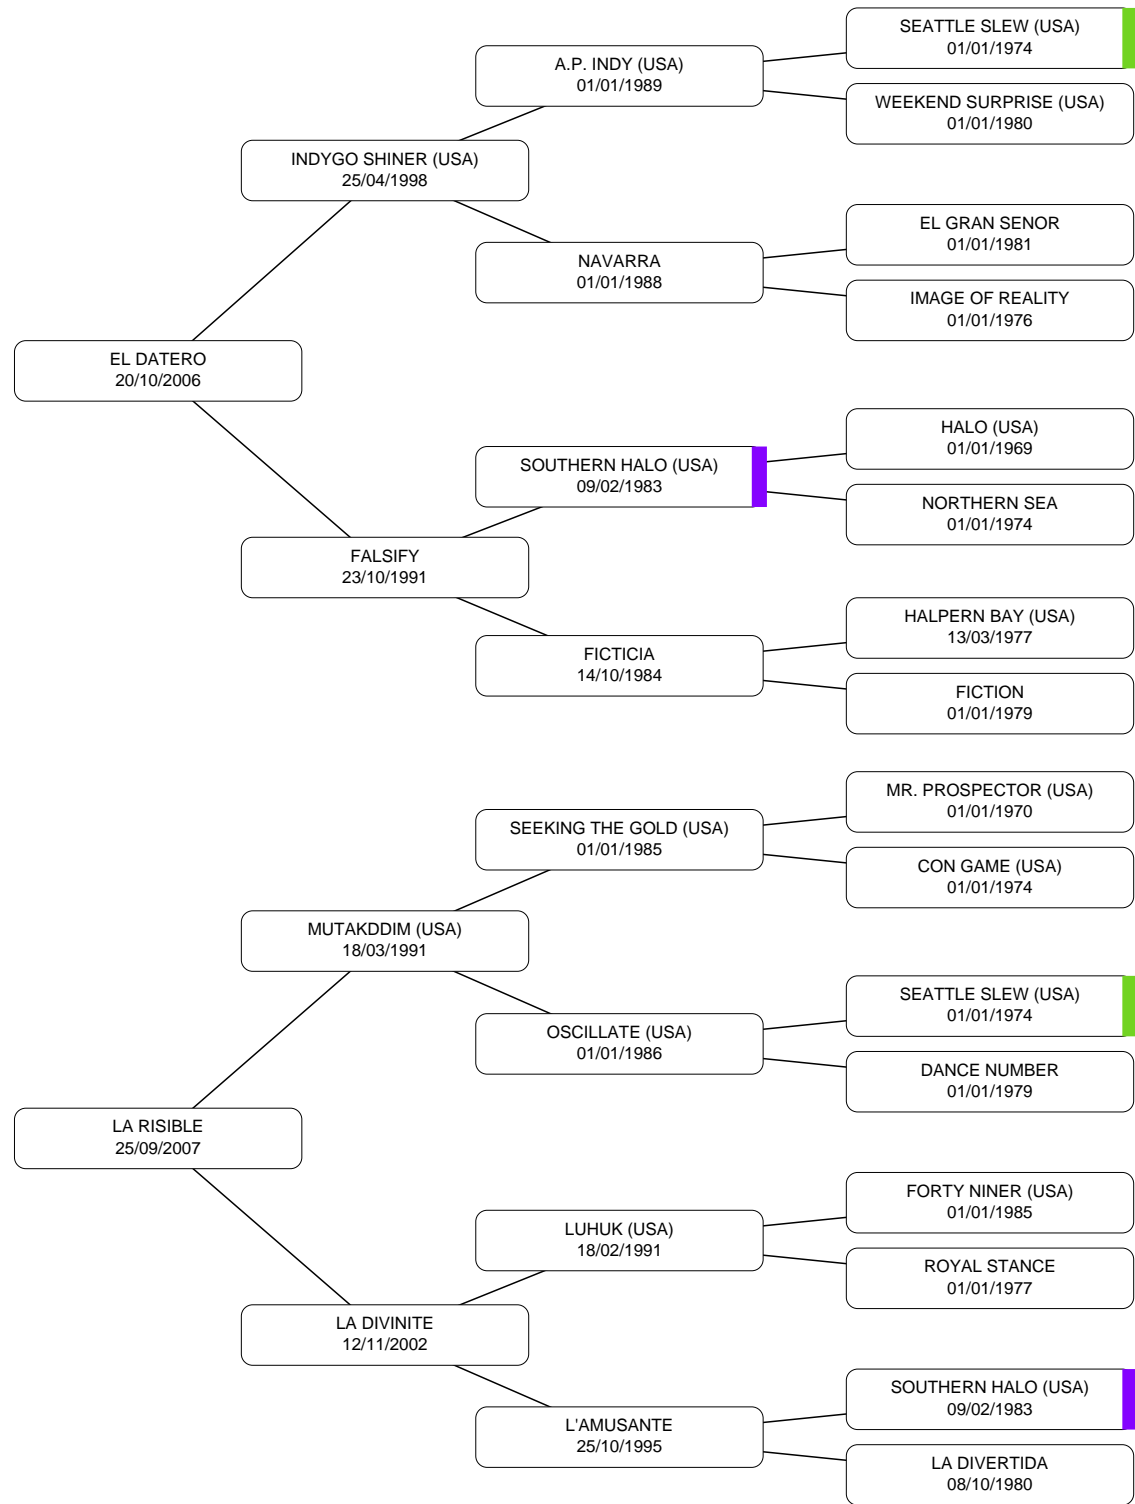 SEATTLE SLEW (USA)
01/01/1974
A.P. INDY (USA)
01/01/1989
WEEKEND SURPRISE (USA)
01/01/1980
INDYGO SHINER (USA)
25/04/1998
EL GRAN SENOR
01/01/1981
NAVARRA
01/01/1988
IMAGE OF REALITY
01/01/1976
EL DATERO
20/10/2006
HALO (USA)
01/01/1969
SOUTHERN HALO (USA)
09/02/1983
NORTHERN SEA
01/01/1974
FALSIFY
23/10/1991
HALPERN BAY (USA)
13/03/1977
FICTICIA
14/10/1984
FICTION
01/01/1979
MR. PROSPECTOR (USA)
01/01/1970
SEEKING THE GOLD (USA)
01/01/1985
CON GAME (USA)
01/01/1974
MUTAKDDIM (USA)
18/03/1991
SEATTLE SLEW (USA)
01/01/1974
OSCILLATE (USA)
01/01/1986
DANCE NUMBER
01/01/1979
LA RISIBLE
25/09/2007
FORTY NINER (USA)
01/01/1985
LUHUK (USA)
18/02/1991
ROYAL STANCE
01/01/1977
LA DIVINITE
12/11/2002
SOUTHERN HALO (USA)
09/02/1983
L'AMUSANTE
25/10/1995
LA DIVERTIDA
08/10/1980